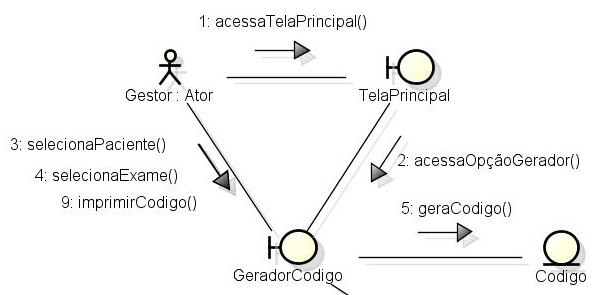 1: acessaTelaPrincipal()
Gestor : Ator
TelaPrincipal
3: selecionaPaciente()
2: acessaOpçãoGerador()
4: selecionaExame()
9: imprimirCodigo()
5: geraCodigo()
GeradorCodigo
Codigo